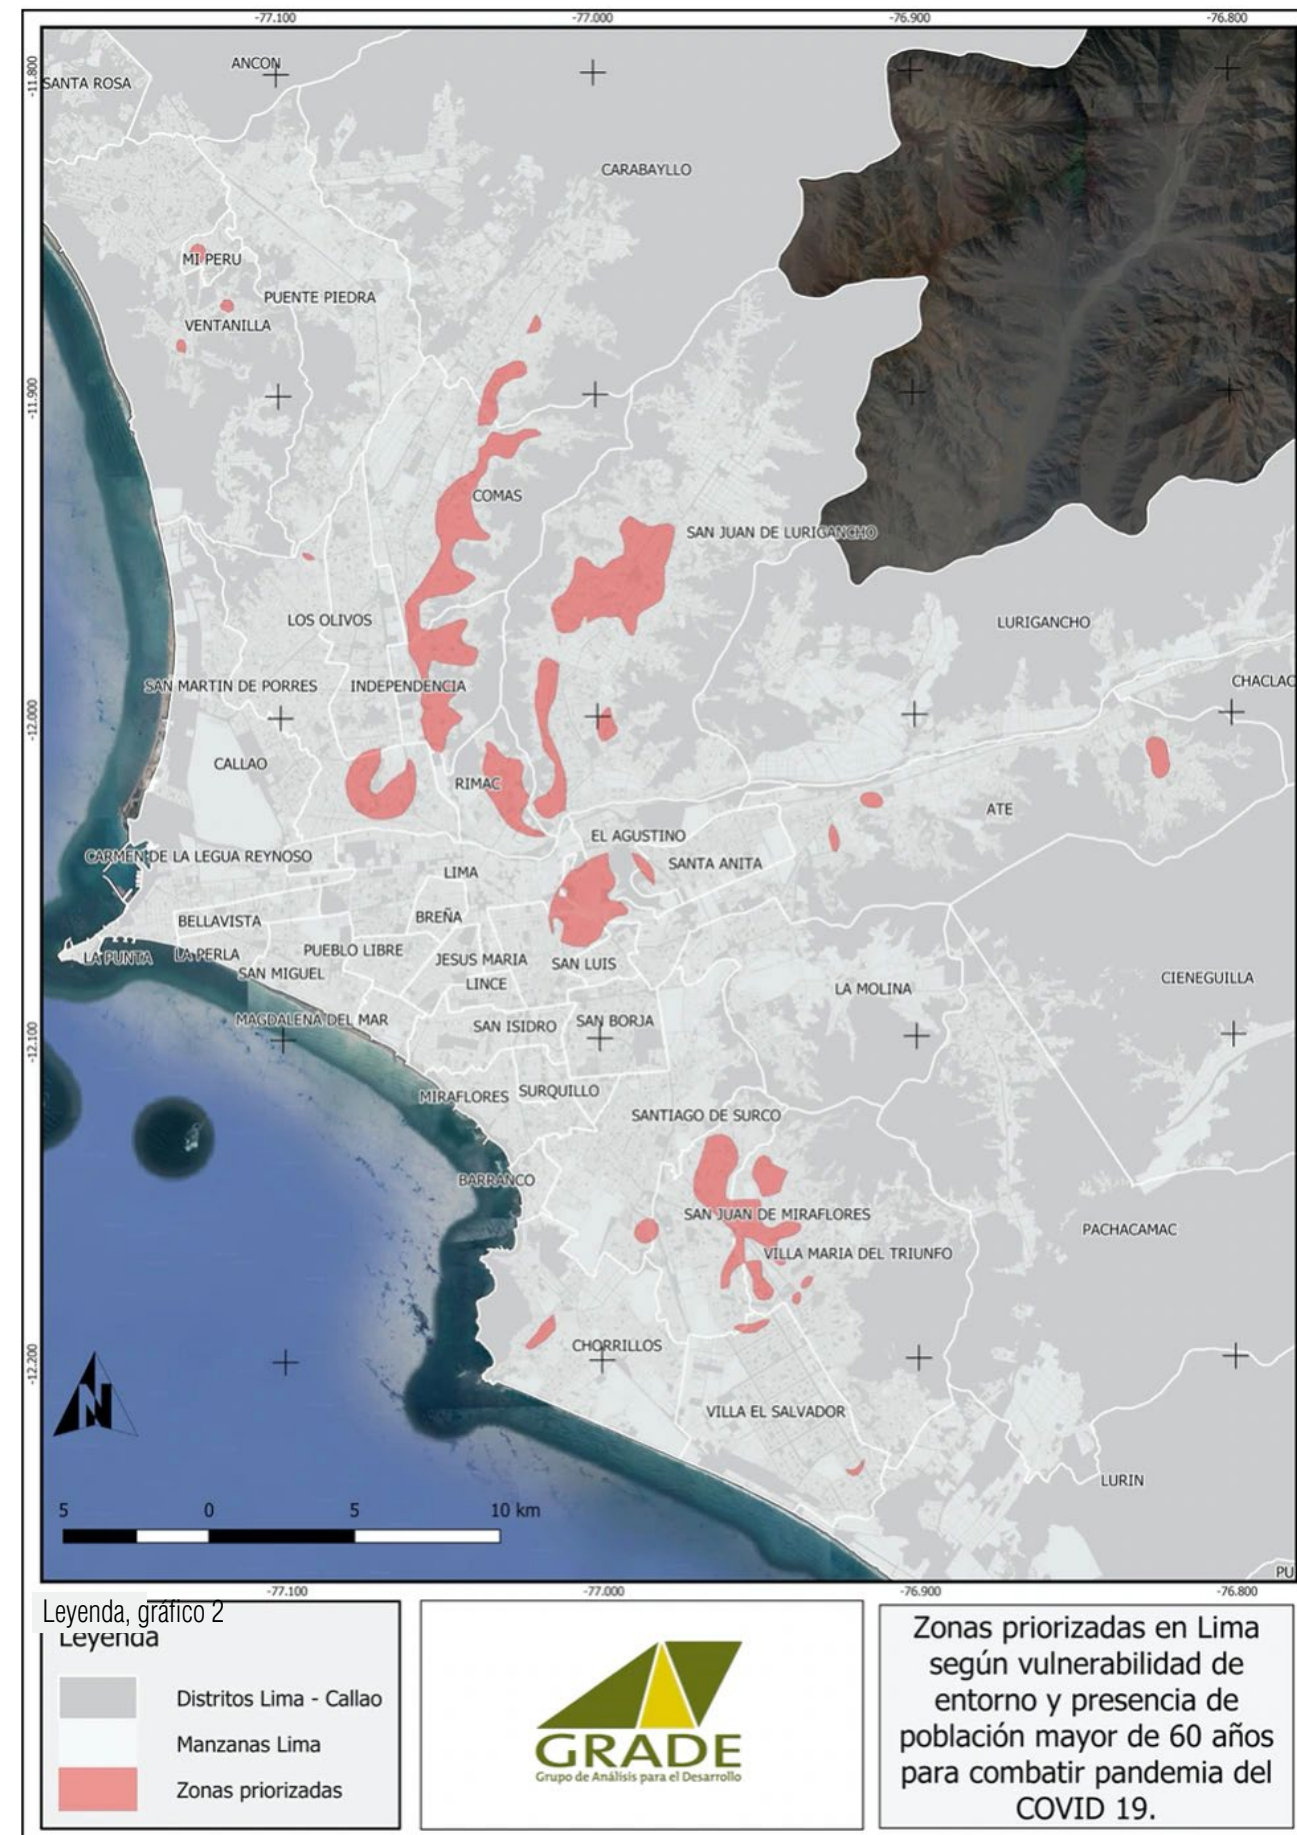 -77.100
-77.000
-76.900
-76.800
-11.800
-11.900
-12.000
-12.100
-12.200
ANCON
SANTA ROSA
CARABAYLLO
MI PERU
PUENTE PIEDRA
VENTANILLA
COMAS
SAN JUAN DE LURIGANCHO
LOS OLIVOS
LURIGANCHO
SAN MARTIN DE PORRES
INDEPENDENCIA
CHACLAC
CALLAO
RIMAC
ATE
EL AGUSTINO
CARMEN DE LA LEGUA REYNOSO
SANTA ANITA
LIMA
BELLAVISTA
BREÑA
LA PUNTA
LA PERLA
PUEBLO LIBRE
JESUS MARIA
SAN LUIS
SAN MIGUEL
LINCE
LA MOLINA
CIENEGUILLA
MAGDALENA DEL MAR
SAN ISIDRO
SAN BORJA
MIRAFLORES
SURQUILLO
SANTIAGO DE SURCO
BARRANCO
SAN JUAN DE MIRAFLORES
PACHACAMAC
VILLA MARIA DEL TRIUNFO
CHORRILLOS
VILLA EL SALVADOR
LURIN
PU
N
5 0 5 10 km
-77.100
-77.000
-76.900
-76.800
Leyenda, gráfico 2
Leyenda
Distritos Lima - Callao
Manzanas Lima
Zonas priorizadas
GRADE
Grupo de Análisis para el Desarrollo
Zonas priorizadas en Lima
según vulnerabilidad de
entorno y presencia de
población mayor de 60 años
para combatir pandemia del
COVID 19.